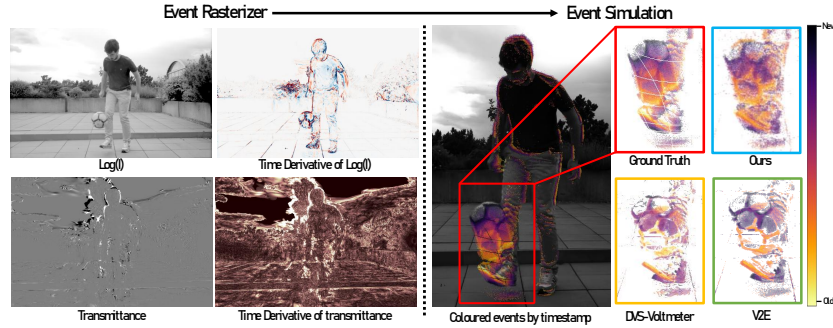 Event Rasterizer
Event Simulation
Log(I)
Time Derivative of Log(I)
Transmittance
Time Derivative of transmittance
Coloured events by timestamp
Ground Truth
Ours
DVS-Voltmeter
V2E
New
Old